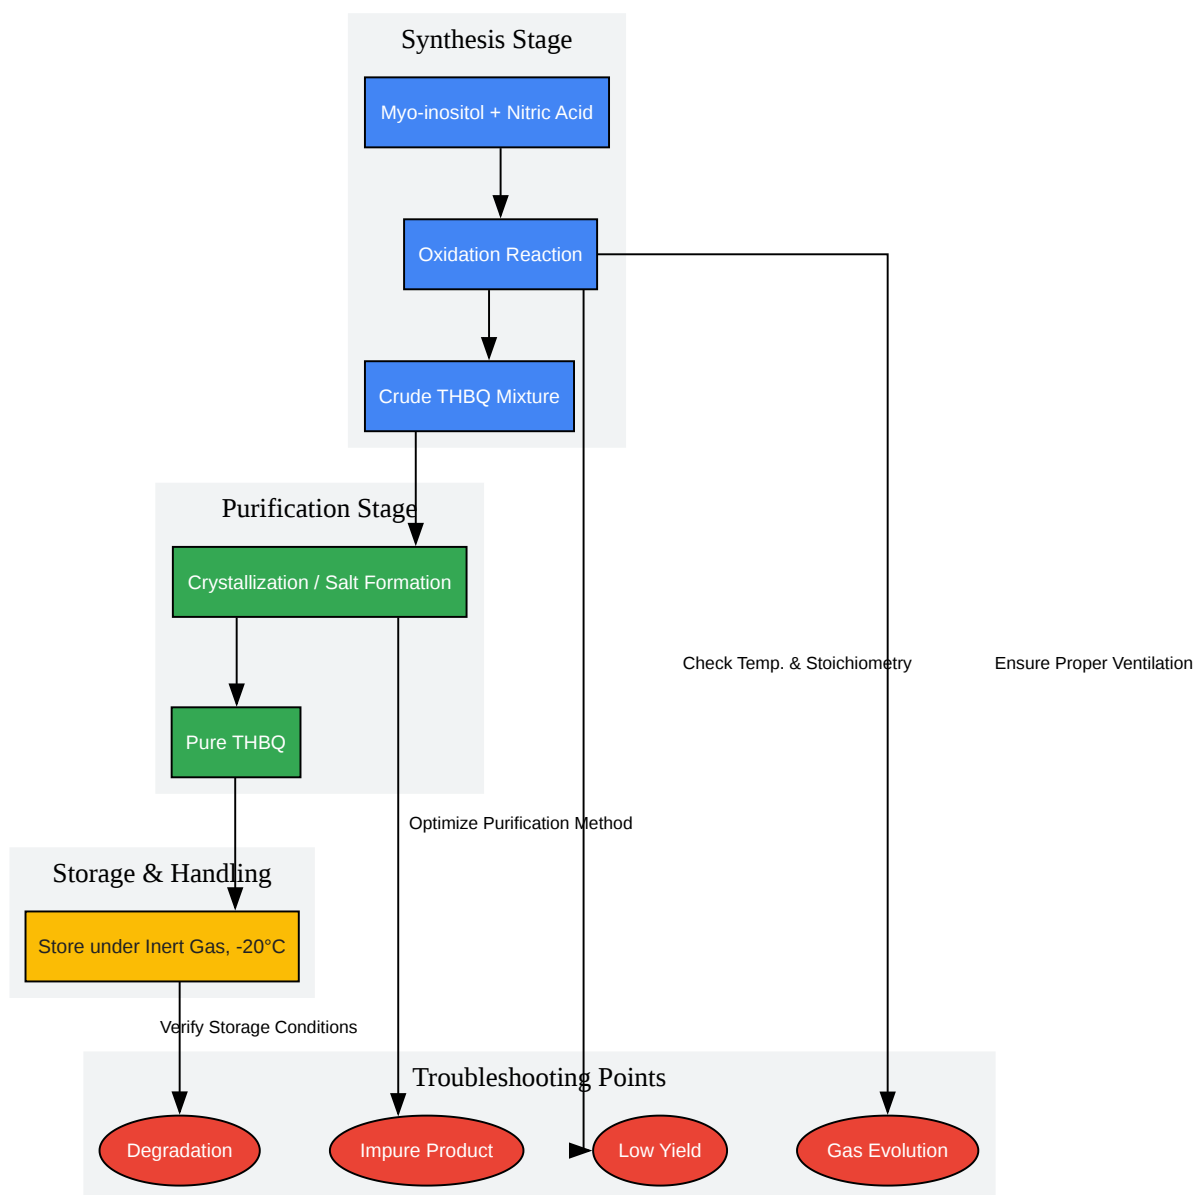 Synthesis Stage
Myo-inositol + Nitric Acid
Oxidation Reaction
Crude THBQ Mixture
Purification Stage
Crystallization / Salt Formation
Check Temp. & Stoichiometry
Ensure Proper Ventilation
Pure THBQ
Optimize Purification Method
Storage & Handling
Store under Inert Gas, -20°C
Verify Storage Conditions
Troubleshooting Points
Degradation
Impure Product
Low Yield
Gas Evolution